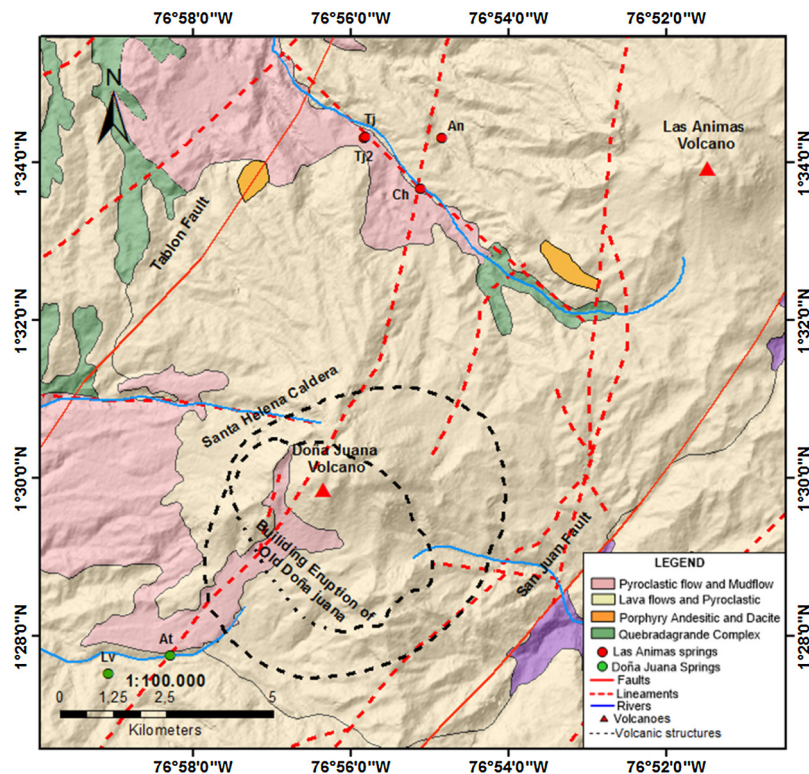 76°58'0"W 76°56'0"W 76°54'0"W 76°52'0"W
N
Las Animas
Volcano
Tj
An
Tj2
Ch
1°34'0"N
1°34'0"N
Tablon Fault
1°32'0"N
1°32'0"N
Santa Helena Caldera
Doña Juana
Volcano
1°30'0"N
1°30'0"N
Builiding Eruption of
Old Doña juana
San Juan Fault
1°28'0"N
1°28'0"N
At
Lv
1:100.000
0 1,25 2,5 5
Kilometers
LEGEND
Pyroclastic flow and Mudflow
Lava flows and Pyroclastic
Porphyry Andesitic and Dacite
Quebradagrande Complex
Las Animas springs
Doña Juana Springs
Faults
Lineaments
Rivers
Volcanoes
Volcanic structures
76°58'0"W 76°56'0"W 76°54'0"W 76°52'0"W